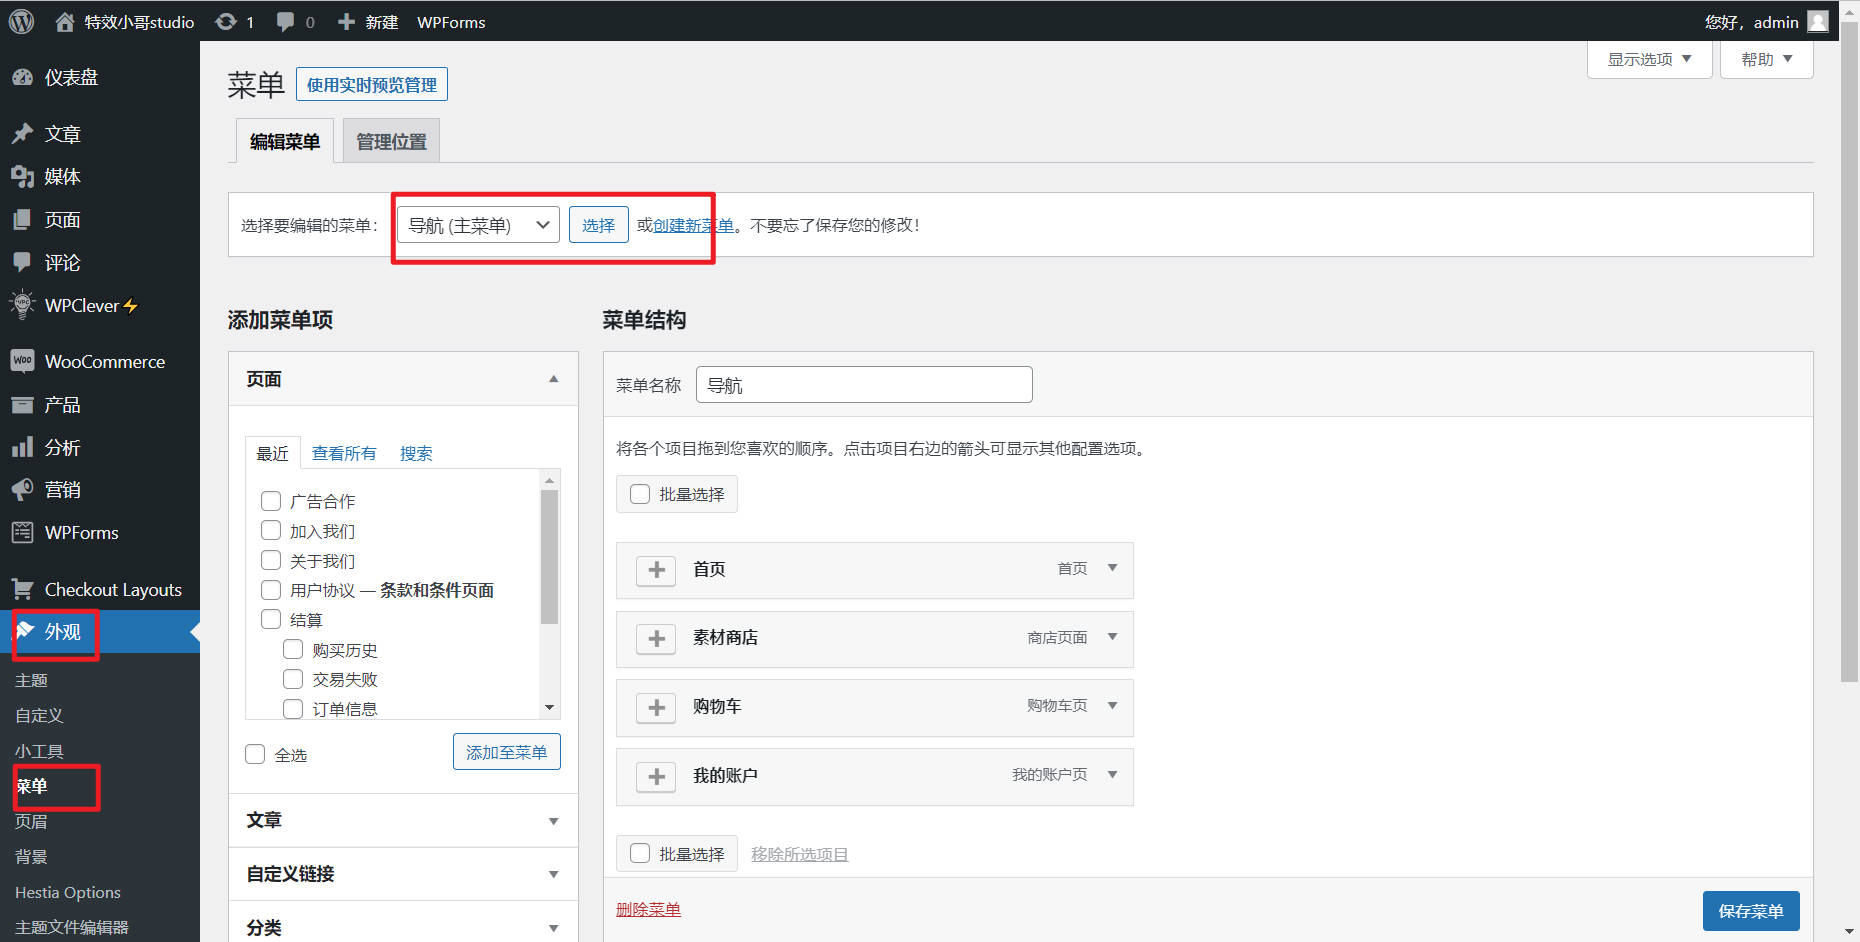 特效小哥studio 1 0 新建 WPForms 您好，admin
仪表盘
文章
媒体
页面
评论
WPClever⚡
WooCommerce
产品
分析
营销
WPForms
Checkout Layouts
外观
主题
自定义
小工具
菜单
页眉
背景
Hestia Options
主题文件编辑器
显示选项 帮助
菜单 使用实时预览管理
编辑菜单 管理位置
选择要编辑的菜单： 导航 (主菜单) 选择 或创建新菜单。不要忘了保存您的修改！
添加菜单项
页面
最近 查看所有 搜索
广告合作
加入我们
关于我们
用户协议 — 条款和条件页面
结算
购买历史
交易失败
订单信息
全选 添加至菜单
文章
自定义链接
分类
菜单结构
菜单名称 导航
将各个项目拖到您喜欢的顺序。点击项目右边的箭头可显示其他配置选项。
批量选择
首页 首页
素材商店 商店页面
购物车 购物车页
我的账户 我的账户页
批量选择 移除所选项目
删除菜单 保存菜单